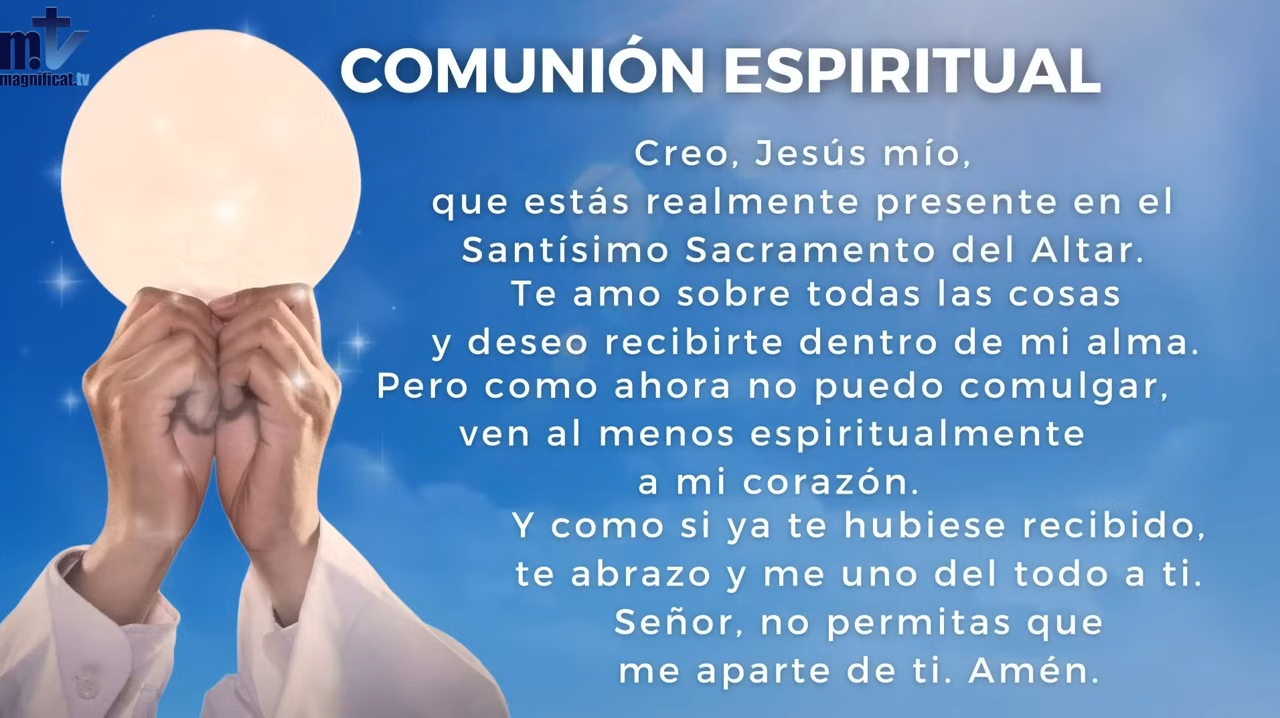 mtv
magnificat.tv
COMUNIÓN ESPIRITUAL
Creo, Jesús mío,
que estás realmente presente en el
Santísimo Sacramento del Altar.
Te amo sobre todas las cosas
y deseo recibirte dentro de mi alma.
Pero como ahora no puedo comulgar,
ven al menos espiritualmente
a mi corazón.
Y como si ya te hubiese recibido,
te abrazo y me uno del todo a ti.
Señor, no permitas que
me aparte de ti. Amén.